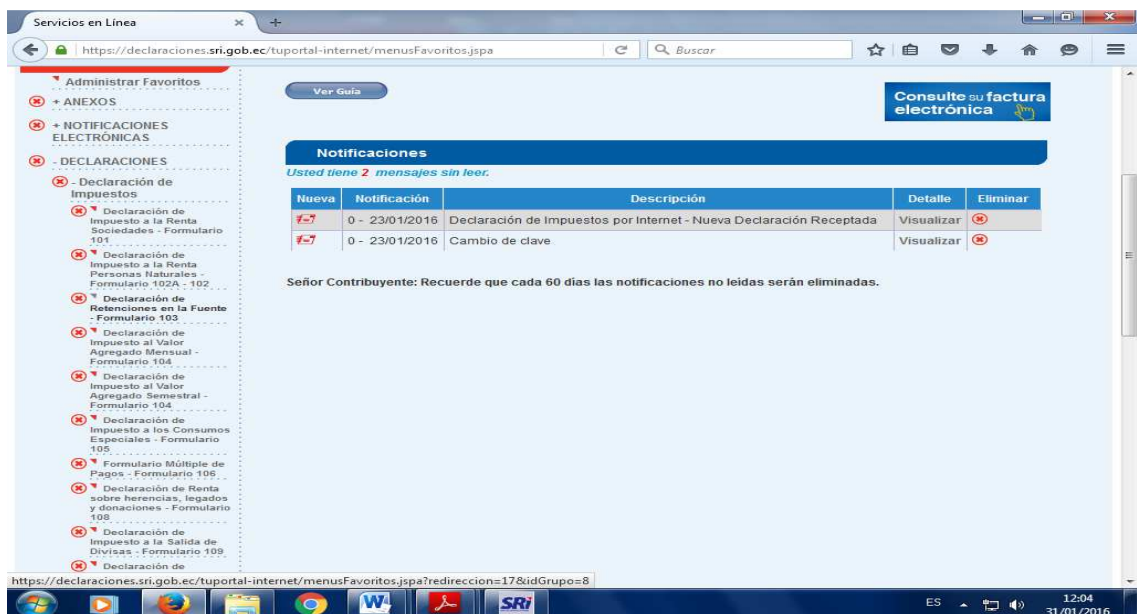 Servicios en Línea
https://declaraciones.sri.gob.ec/tuportal-internet/menusFavoritos.jspa
Buscar
Administrar Favoritos
+ ANEXOS
+ NOTIFICACIONES
ELECTRÓNICAS
- DECLARACIONES
- Declaración de
Impuestos
Declaración de
Impuesto a la Renta
Sociedades - Formulario
101
Declaración de
Impuesto a la Renta
Personas Naturales -
Formulario 102A - 102
Declaración de
Retenciones en la Fuente
- Formulario 103
Declaración de
Impuesto al Valor
Agregado Mensual -
Formulario 104
Declaración de
Impuesto al Valor
Agregado Semestral -
Formulario 104
Declaración de
Impuesto a los Consumos
Especiales - Formulario
105
Formulario Múltiple de
Pagos - Formulario 106
Declaración de Renta
sobre herencias, legados
y donaciones - Formulario
108
Declaración de
Impuesto a la Salida de
Divisas - Formulario 109
Declaración de
Ver Guía
Consulte su factura
electrónica
Notificaciones
Usted tiene 2 mensajes sin leer.
Nueva Notificación Descripción Detalle Eliminar
0 - 23/01/2016 Declaración de Impuestos por Internet - Nueva Declaración Receptada Visualizar
0 - 23/01/2016 Cambio de clave Visualizar
Señor Contribuyente: Recuerde que cada 60 días las notificaciones no leídas serán eliminadas.
https://declaraciones.sri.gob.ec/tuportal-internet/menusFavoritos.jspa?redireccion=17&idGrupo=8
SRi
ES
12:04
31/01/2016